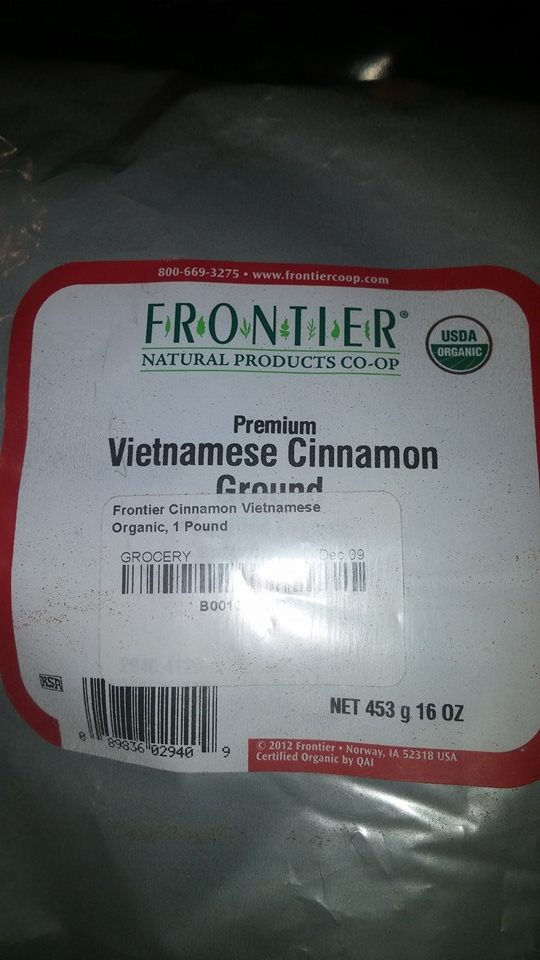 800-669-3275 • www.frontiercoop.com
FRONTIER®
NATURAL PRODUCTS CO-OP
USDA
ORGANIC
Premium
Vietnamese Cinnamon
Ground
Frontier Cinnamon Vietnamese
Organic, 1 Pound
GROCERY Dec 09
B001
KSA
NET 453 g 16 OZ
0 89836 02940 9
© 2012 Frontier • Norway, IA 52318 USA
Certified Organic by QAI